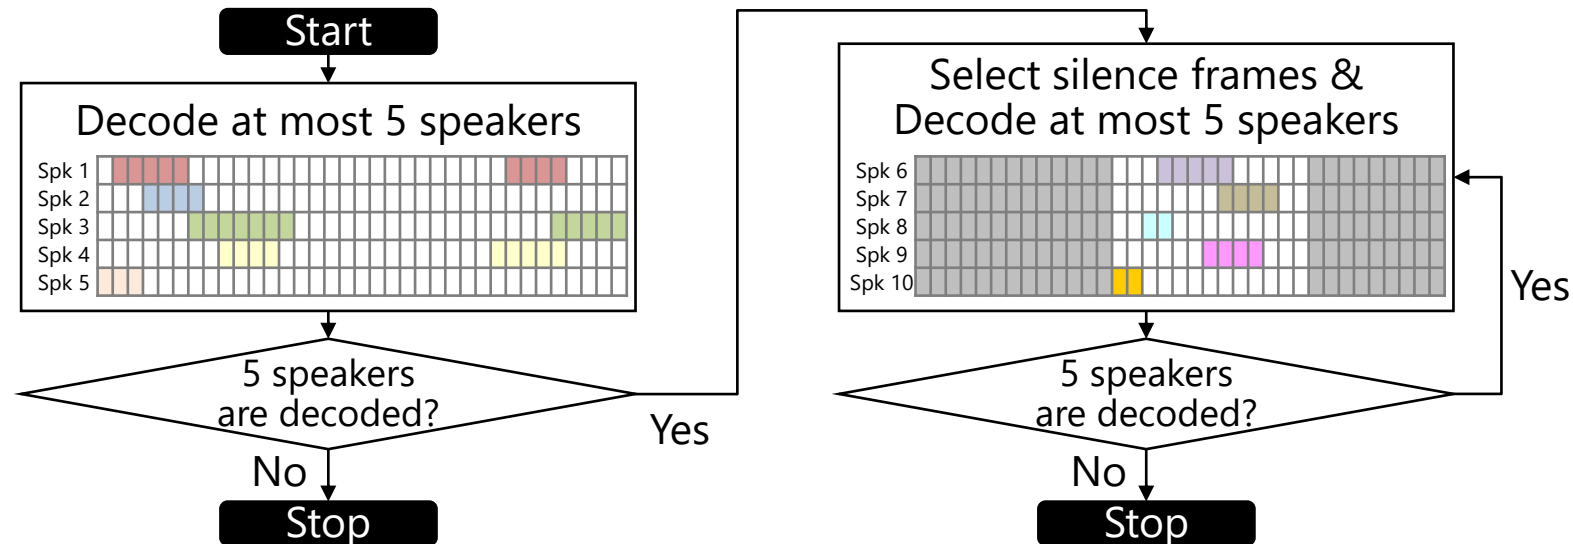 Start
Decode at most 5 speakers
Spk 1
Spk 2
Spk 3
Spk 4
Spk 5
5 speakers
are decoded?
Yes
No
Stop
Select silence frames &
Decode at most 5 speakers
Spk 6
Spk 7
Spk 8
Spk 9
Spk 10
Yes
5 speakers
are decoded?
No
Stop